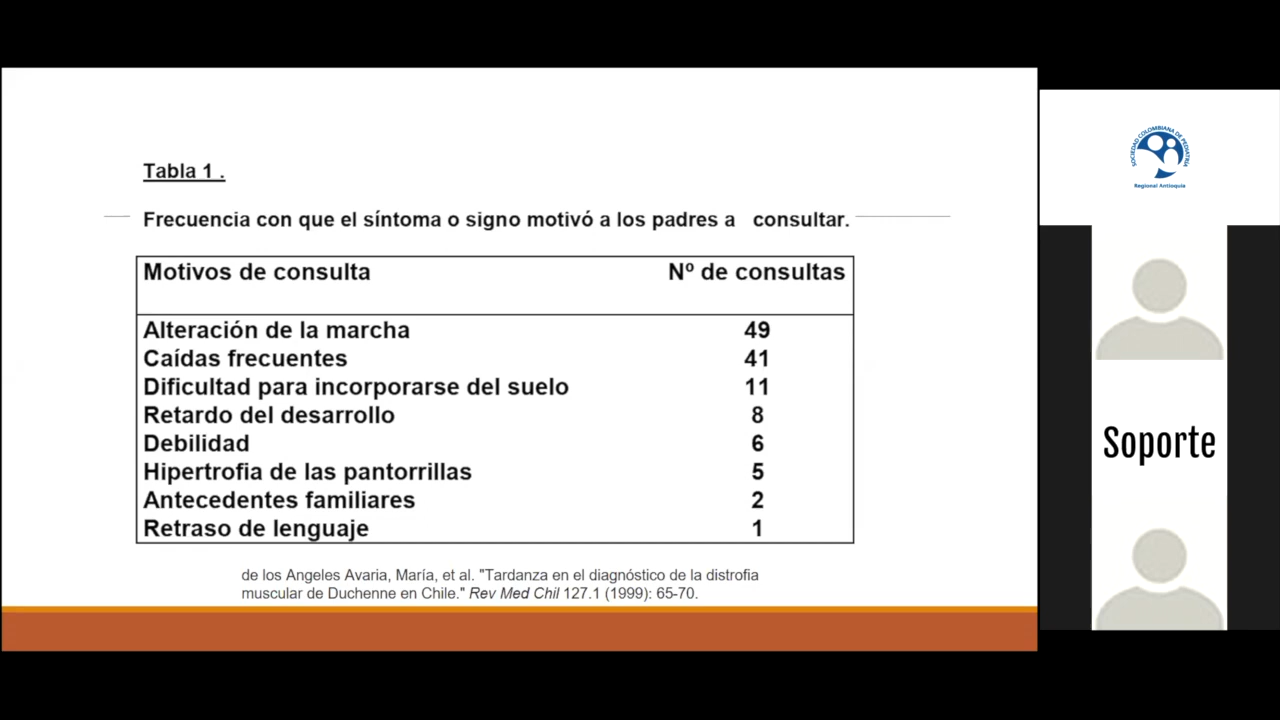 Tabla 1 .
Frecuencia con que el síntoma o signo motivó a los padres a consultar.
Motivos de consulta Nº de consultas
Alteración de la marcha 49
Caídas frecuentes 41
Dificultad para incorporarse del suelo 11
Retardo del desarrollo 8
Debilidad 6
Hipertrofia de las pantorrillas 5
Antecedentes familiares 2
Retraso de lenguaje 1
de los Angeles Avaria, María, et al. "Tardanza en el diagnóstico de la distrofia
muscular de Duchenne en Chile." Rev Med Chil 127.1 (1999): 65-70.
SOCIEDAD COLOMBIANA DE PEDIATRÍA
Regional Antioquia
Soporte